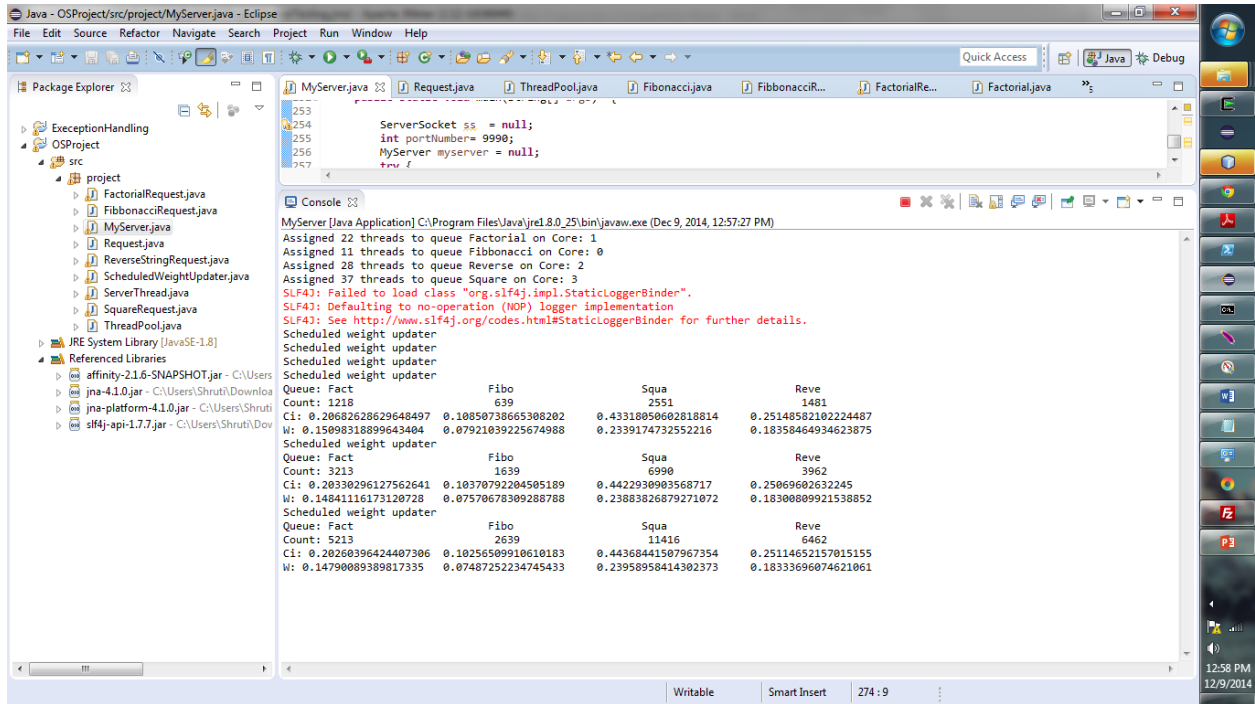 Java - OSProject/src/project/MyServer.java - Eclipse
File Edit Source Refactor Navigate Search Project Run Window Help
Quick Access Java Debug
Package Explorer
MyServer.java Request.java ThreadPool.java Fibonacci.java FibbonacciR... FactorialRe... Factorial.java »5
253
254 ServerSocket ss = null;
255 int portNumber= 9990;
256 MyServer myserver = null;
257 try {
ExeceptionHandling
OSProject
src
project
FactorialRequest.java
FibbonacciRequest.java
MyServer.java
Request.java
ReverseStringRequest.java
ScheduledWeightUpdater.java
ServerThread.java
SquareRequest.java
ThreadPool.java
JRE System Library [JavaSE-1.8]
Referenced Libraries
affinity-2.1.6-SNAPSHOT.jar - C:\Users
jna-4.1.0.jar - C:\Users\Shruti\Downloa
jna-platform-4.1.0.jar - C:\Users\Shruti
slf4j-api-1.7.7.jar - C:\Users\Shruti\Dov
Console
MyServer [Java Application] C:\Program Files\Java\jre1.8.0_25\bin\javaw.exe (Dec 9, 2014, 12:57:27 PM)
Assigned 22 threads to queue Factorial on Core: 1
Assigned 11 threads to queue Fibbonacci on Core: 0
Assigned 28 threads to queue Reverse on Core: 2
Assigned 37 threads to queue Square on Core: 3
SLF4J: Failed to load class "org.slf4j.impl.StaticLoggerBinder".
SLF4J: Defaulting to no-operation (NOP) logger implementation
SLF4J: See http://www.slf4j.org/codes.html#StaticLoggerBinder for further details.
Scheduled weight updater
Scheduled weight updater
Scheduled weight updater
Scheduled weight updater
Queue: Fact Fibo Squa Reve
Count: 1218 639 2551 1481
Ci: 0.20682628629648497 0.10850738665308202 0.43318050602818814 0.25148582102224487
W: 0.15098318899643404 0.07921039225674988 0.2339174732552216 0.18358464934623875
Scheduled weight updater
Queue: Fact Fibo Squa Reve
Count: 3213 1639 6990 3962
Ci: 0.20330296127562641 0.10370792204505189 0.4422930903568717 0.25069602632245
W: 0.14841116173120728 0.07570678309288788 0.23883826879271072 0.18300809921538852
Scheduled weight updater
Queue: Fact Fibo Squa Reve
Count: 5213 2639 11416 6462
Ci: 0.20260396424407306 0.10256509910610183 0.44368441507967354 0.25114652157015155
W: 0.14790089389817335 0.07487252234745433 0.23958958414302373 0.18333696074621061
Writable Smart Insert 274 : 9
12:58 PM
12/9/2014